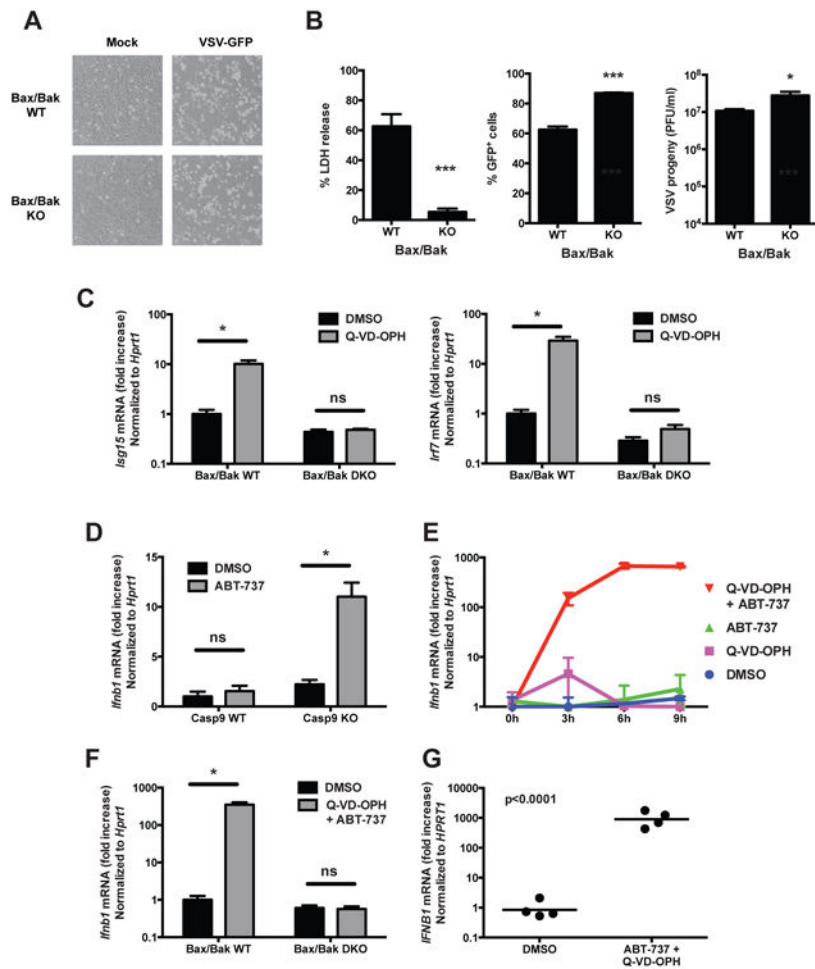 A
Mock
VSV-GFP
Bax/Bak
WT
Bax/Bak
KO
B
% LDH release
80
60
40
20
0
***
WT
KO
Bax/Bak
% GFP+ cells
100
80
60
40
20
0
***
***
WT
KO
Bax/Bak
VSV progeny (PFU/ml)
10^8
10^7
10^6
10^5
10^4
*
***
WT
KO
Bax/Bak
C
Isg15 mRNA (fold increase)
Normalized to Hprt1
100
10
1
0.1
*
ns
DMSO
Q-VD-OPH
Bax/Bak WT
Bax/Bak DKO
Irf7 mRNA (fold increase)
Normalized to Hprt1
100
10
1
0.1
*
ns
DMSO
Q-VD-OPH
Bax/Bak WT
Bax/Bak DKO
D
Ifnb1 mRNA (fold increase)
Normalized to Hprt1
15
10
5
0
DMSO
ABT-737
ns
*
Casp9 WT
Casp9 KO
E
Ifnb1 mRNA (fold increase)
Normalized to Hprt1
1000
100
10
1
0h
3h
6h
9h
Q-VD-OPH
+ ABT-737
ABT-737
Q-VD-OPH
DMSO
F
Ifnb1 mRNA (fold increase)
Normalized to Hprt1
1000
100
10
1
0.1
*
ns
DMSO
Q-VD-OPH
+ ABT-737
Bax/Bak WT
Bax/Bak DKO
G
IFNB1 mRNA (fold increase)
Normalized to HPRT1
10000
1000
100
10
1
0.1
p<0.0001
DMSO
ABT-737 +
Q-VD-OPH